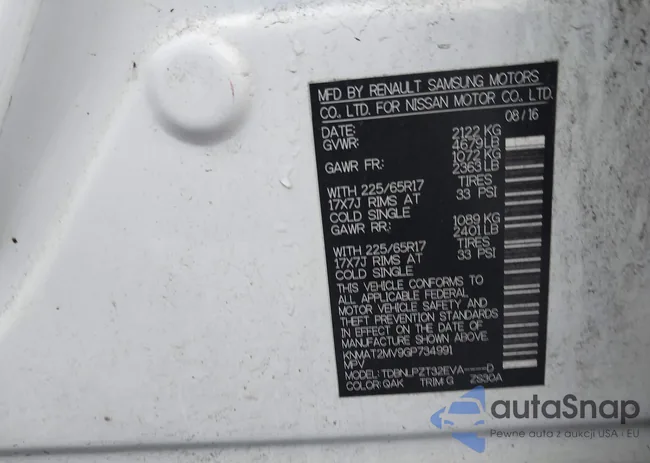 MFD BY RENAULT SAMSUNG MOTORS
CO., LTD. FOR NISSAN MOTOR CO., LTD.
08/16
DATE:
GVWR: 2122 KG
4679 LB
GAWR FR: 1072 KG
2363 LB
WITH 225/65R17 TIRES
17X7J RIMS AT 33 PSI
COLD SINGLE
GAWR RR: 1089 KG
2401 LB
WITH 225/65R17 TIRES
17X7J RIMS AT 33 PSI
COLD SINGLE
THIS VEHICLE CONFORMS TO
ALL APPLICABLE FEDERAL
MOTOR VEHICLE SAFETY AND
THEFT PREVENTION STANDARDS
IN EFFECT ON THE DATE OF
MANUFACTURE SHOWN ABOVE.
KNMAT2MV9GP734991
MPV
MODEL: TDBNLPZT32EVA----D
COLOR: QAK TRIM: G ZS30A
autoSnap
Pewne auta z aukcji USA i EU